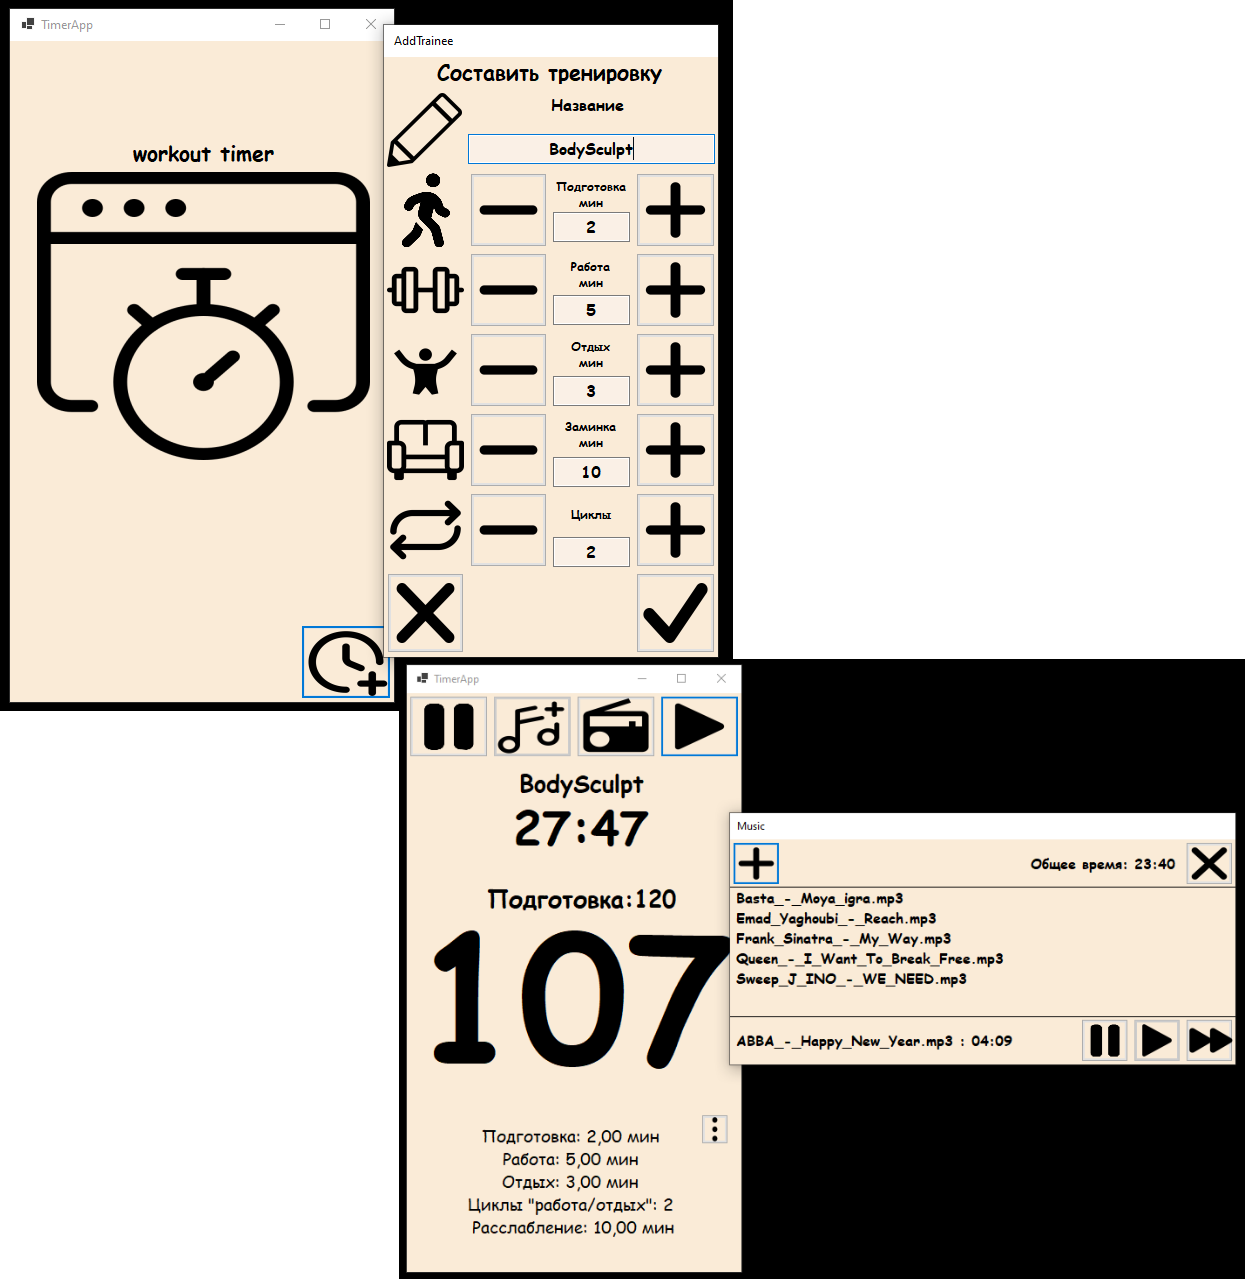 TimerApp
workout timer
AddTrainee
Составить тренировку
Название
BodySculpt
Подготовка
мин
2
Работа
мин
5
Отдых
мин
3
Заминка
мин
10
Циклы
2
TimerApp
BodySculpt
27:47
Подготовка:120
107
Подготовка: 2,00 мин
Работа: 5,00 мин
Отдых: 3,00 мин
Циклы "работа/отдых": 2
Расслабление: 10,00 мин
Music
Общее время: 23:40
Basta_-_Moya_igra.mp3
Emad_Yaghoubi_-_Reach.mp3
Frank_Sinatra_-_My_Way.mp3
Queen_-_I_Want_To_Break_Free.mp3
Sweep_J_INO_-_WE_NEED.mp3
ABBA_-_Happy_New_Year.mp3 : 04:09